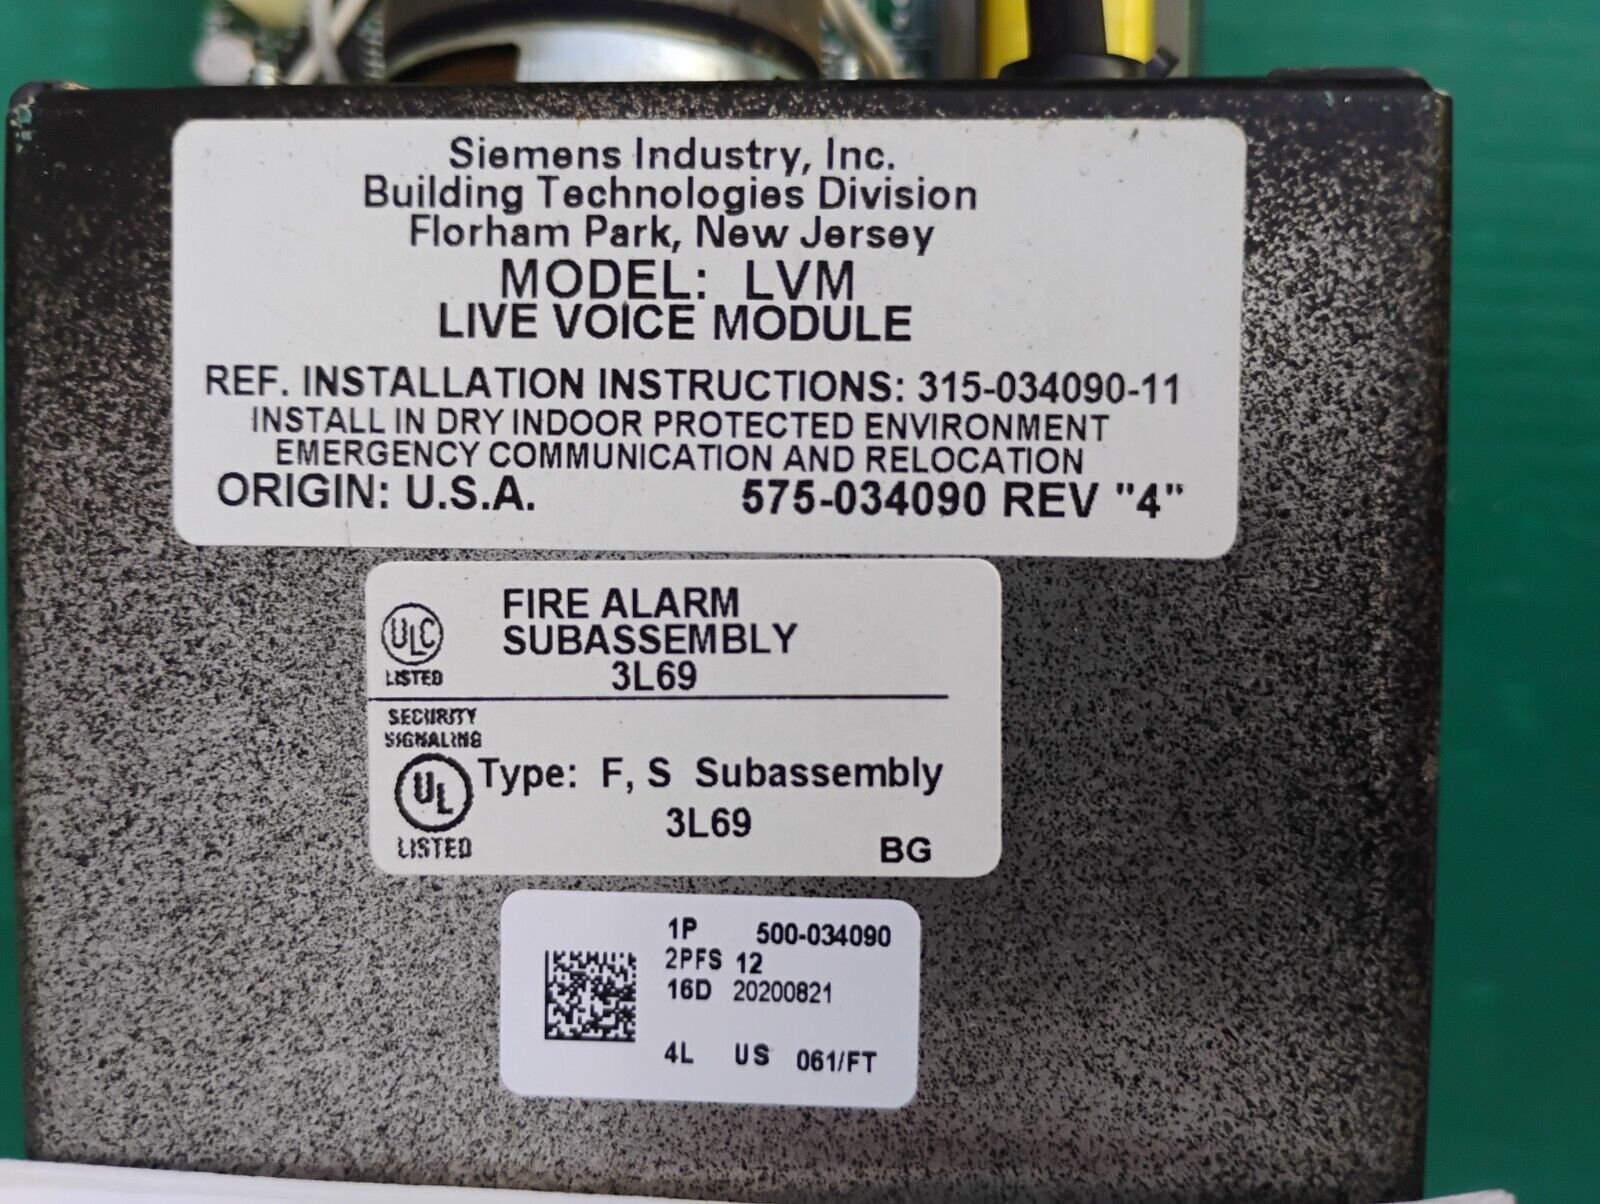 Siemens Industry, Inc.
Building Technologies Division
Florham Park, New Jersey
MODEL: LVM
LIVE VOICE MODULE
REF. INSTALLATION INSTRUCTIONS: 315-034090-11
INSTALL IN DRY INDOOR PROTECTED ENVIRONMENT
EMERGENCY COMMUNICATION AND RELOCATION
ORIGIN: U.S.A. 575-034090 REV "4"
ULC
LISTED
FIRE ALARM
SUBASSEMBLY
3L69
SECURITY
SIGNALING
UL
LISTED
Type: F, S Subassembly
3L69
BG
1P 500-034090
2PFS 12
16D 20200821
4L US 061/FT